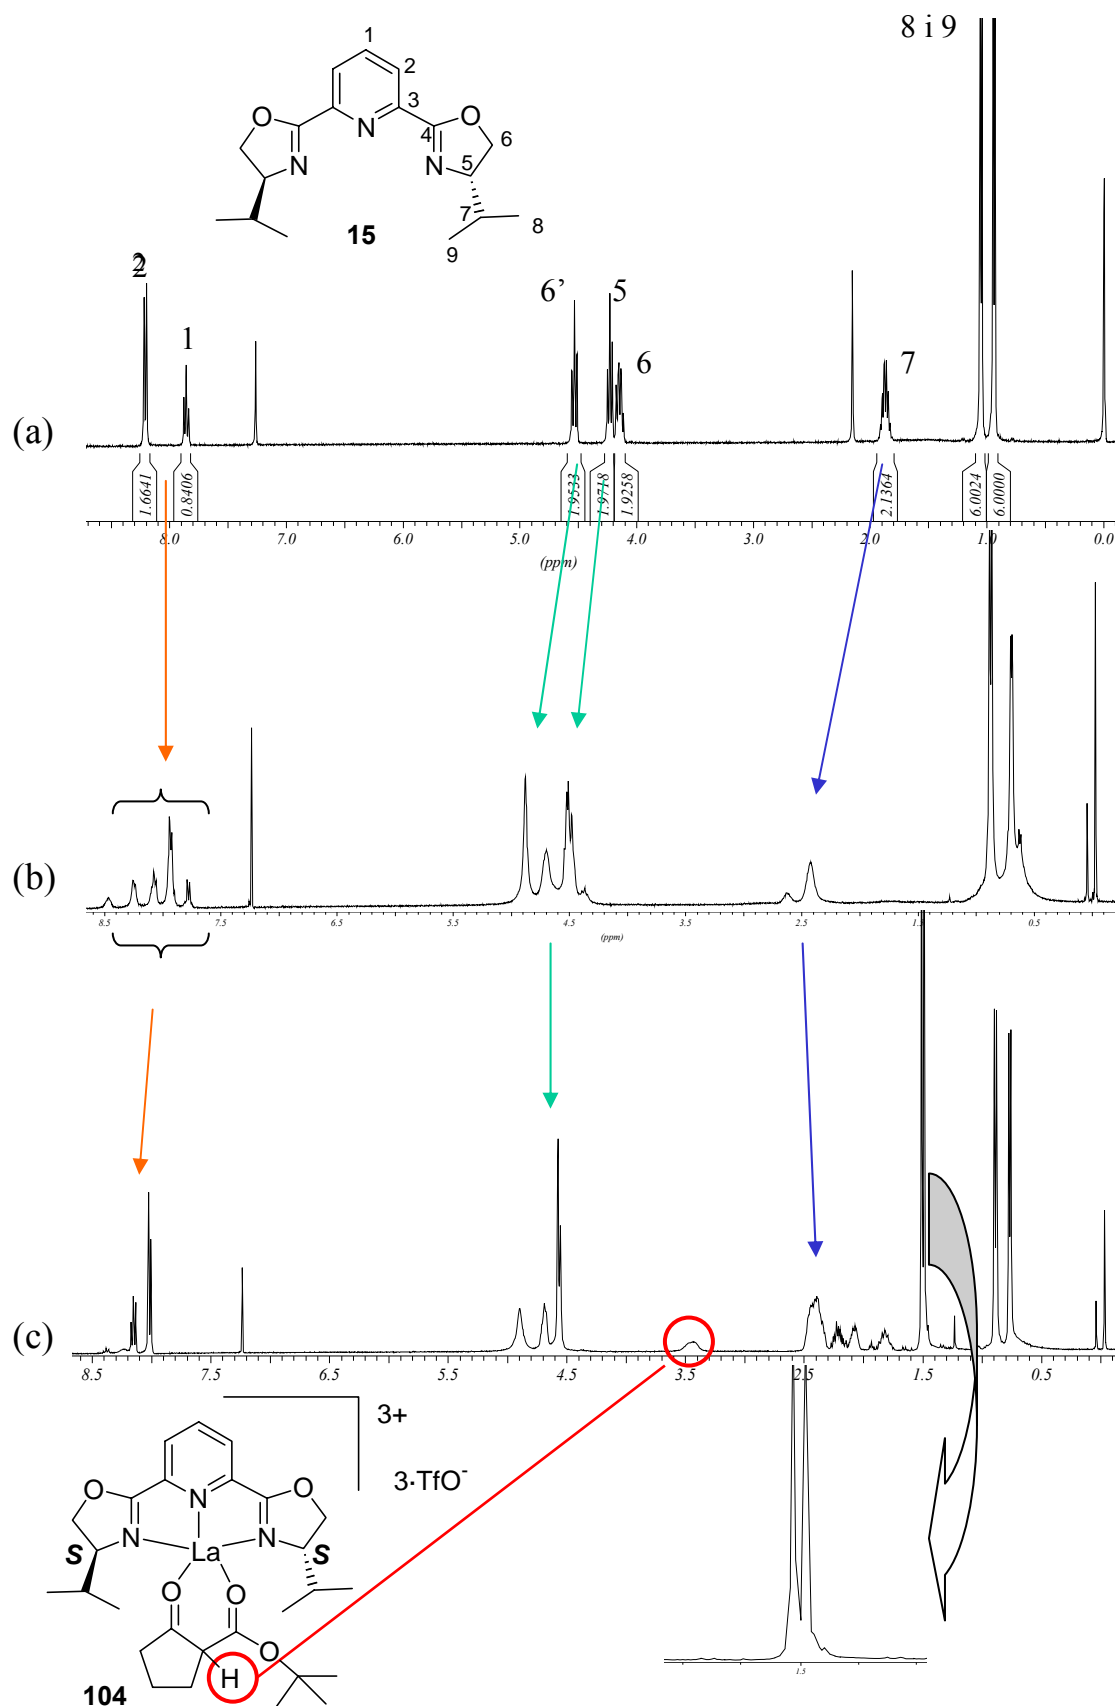 8 i 9
1
2
3
O
N
4
O
6
N
N
5
7
8
9
15
2
1
6’
5
6
7
(a)
1.6641
0.8406
1.9533
1.9718
1.9258
2.1364
6.0024
6.0000
8.0
7.0
6.0
5.0
4.0
3.0
2.0
1.0
0.0
(ppm)
(b)
8.5
7.5
6.5
5.5
4.5
3.5
2.5
1.5
0.5
(ppm)
(c)
8.5
7.5
6.5
5.5
4.5
3.5
2.5
1.5
0.5
3+
3·TfO-
O
N
O
N
N
S
La
S
O
O
O
H
104
1.5